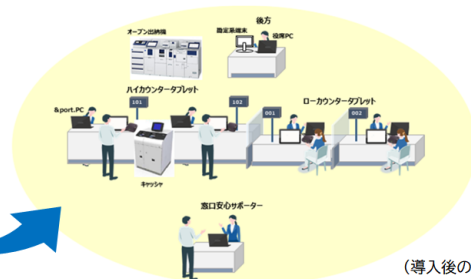 後方
オープン出納機
勘定系端末
役席PC
ハイカウンタータブレット
ローカウンタータブレット
&port.PC
101
102
001
002
キャッシャ
窓口安心サポーター
(導入後の